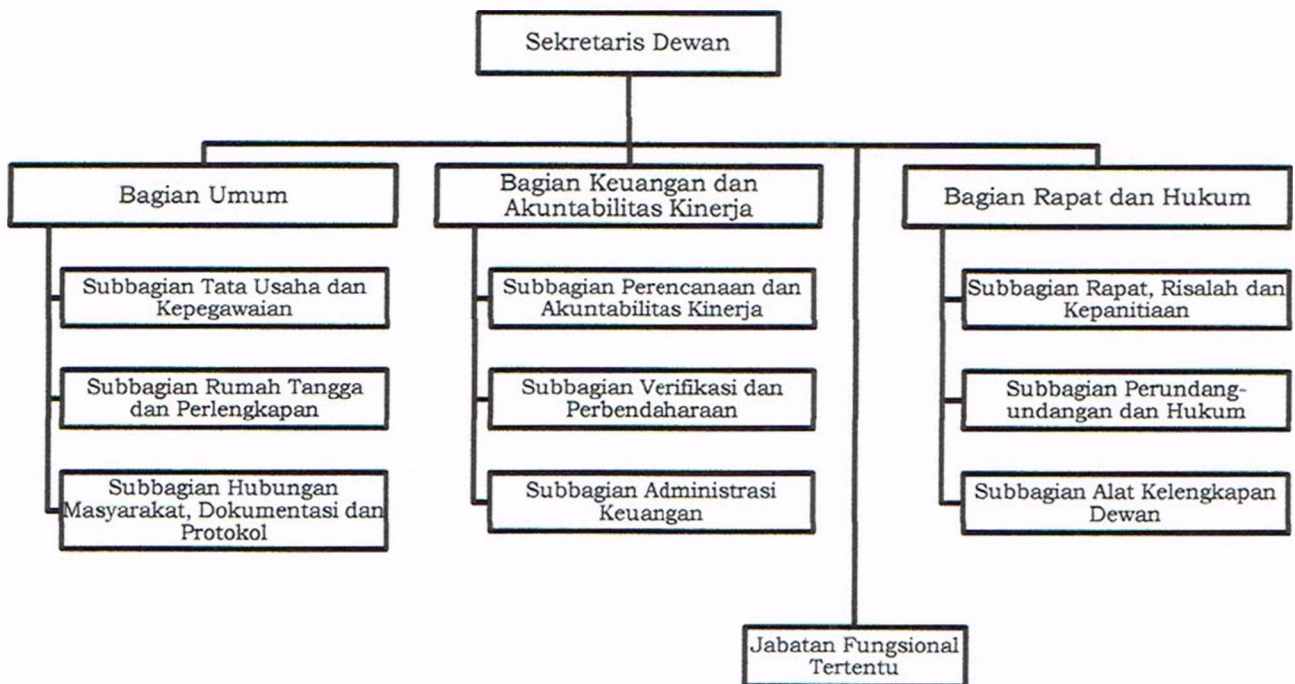 Sekretaris Dewan
Bagian Umum
Subbagian Tata Usaha dan
Kepegawaian
Subbagian Rumah Tangga
dan Perlengkapan
Subbagian Hubungan
Masyarakat, Dokumentasi dan
Protokol
Bagian Keuangan dan
Akuntabilitas Kinerja
Subbagian Perencanaan dan
Akuntabilitas Kinerja
Subbagian Verifikasi dan
Perbendaharaan
Subbagian Administrasi
Keuangan
Bagian Rapat dan Hukum
Subbagian Rapat, Risalah dan
Kepanitiaan
Subbagian Perundang-
undangan dan Hukum
Subbagian Alat Kelengkapan
Dewan
Jabatan Fungsional
Tertentu